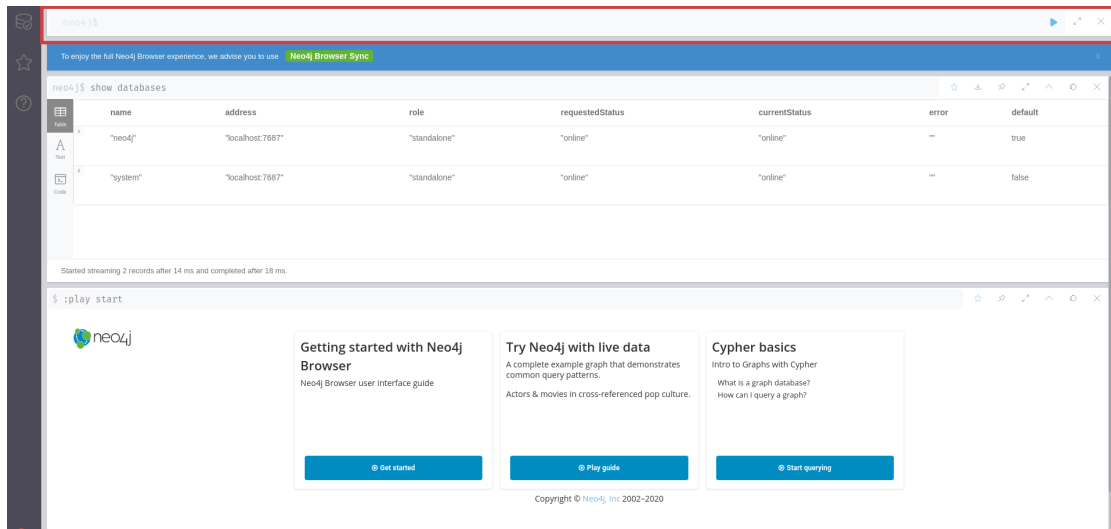 neo4j$
To enjoy the full Neo4j Browser experience, we advise you to use Neo4j Browser Sync x
neo4j$ show databases
Table
Text
Code
name address role requestedStatus currentStatus error default
1 "neo4j" "localhost:7687" "standalone" "online" "online" "" true
2 "system" "localhost:7687" "standalone" "online" "online" "" false
Started streaming 2 records after 14 ms and completed after 18 ms.
$ :play start
neo4j
Getting started with Neo4j
Browser
Neo4j Browser user interface guide
Get started
Try Neo4j with live data
A complete example graph that demonstrates
common query patterns.
Actors & movies in cross-referenced pop culture.
Play guide
Cypher basics
Intro to Graphs with Cypher
What is a graph database?
How can I query a graph?
Start querying
Copyright © Neo4j, Inc 2002–2020